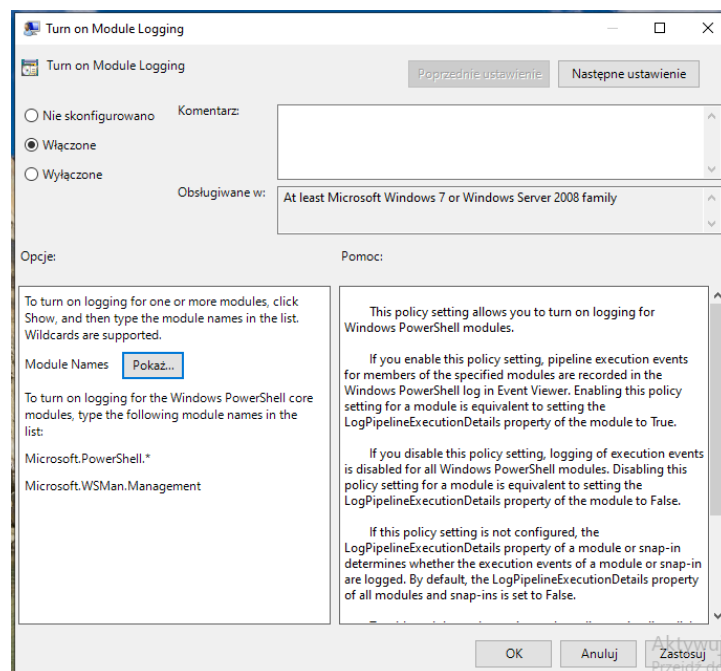 Turn on Module Logging
Turn on Module Logging
Poprzednie ustawienie
Następne ustawienie
Nie skonfigurowano
Komentarz:
Włączone
Wyłączone
Obsługiwane w:
At least Microsoft Windows 7 or Windows Server 2008 family
Opcje:
Pomoc:
To turn on logging for one or more modules, click
Show, and then type the module names in the list.
Wildcards are supported.
Module Names
Pokaż...
To turn on logging for the Windows PowerShell core
modules, type the following module names in the
list:
Microsoft.PowerShell.*
Microsoft.WSMan.Management
This policy setting allows you to turn on logging for
Windows PowerShell modules.
If you enable this policy setting, pipeline execution events
for members of the specified modules are recorded in the
Windows PowerShell log in Event Viewer. Enabling this policy
setting for a module is equivalent to setting the
LogPipelineExecutionDetails property of the module to True.
If you disable this policy setting, logging of execution events
is disabled for all Windows PowerShell modules. Disabling this
policy setting for a module is equivalent to setting the
LogPipelineExecutionDetails property of the module to False.
If this policy setting is not configured, the
LogPipelineExecutionDetails property of a module or snap-in
determines whether the execution events of a module or snap-in
are logged. By default, the LogPipelineExecutionDetails property
of all modules and snap-ins is set to False.
OK
Anuluj
Zastosuj